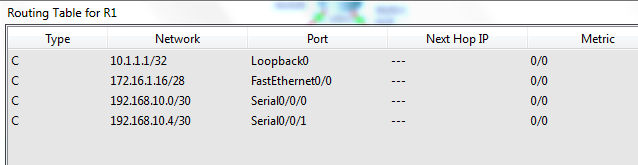 Routing Table for R1
Type Network Port Next Hop IP Metric
C 10.1.1.1/32 Loopback0 --- 0/0
C 172.16.1.16/28 FastEthernet0/0 --- 0/0
C 192.168.10.0/30 Serial0/0/0 --- 0/0
C 192.168.10.4/30 Serial0/0/1 --- 0/0